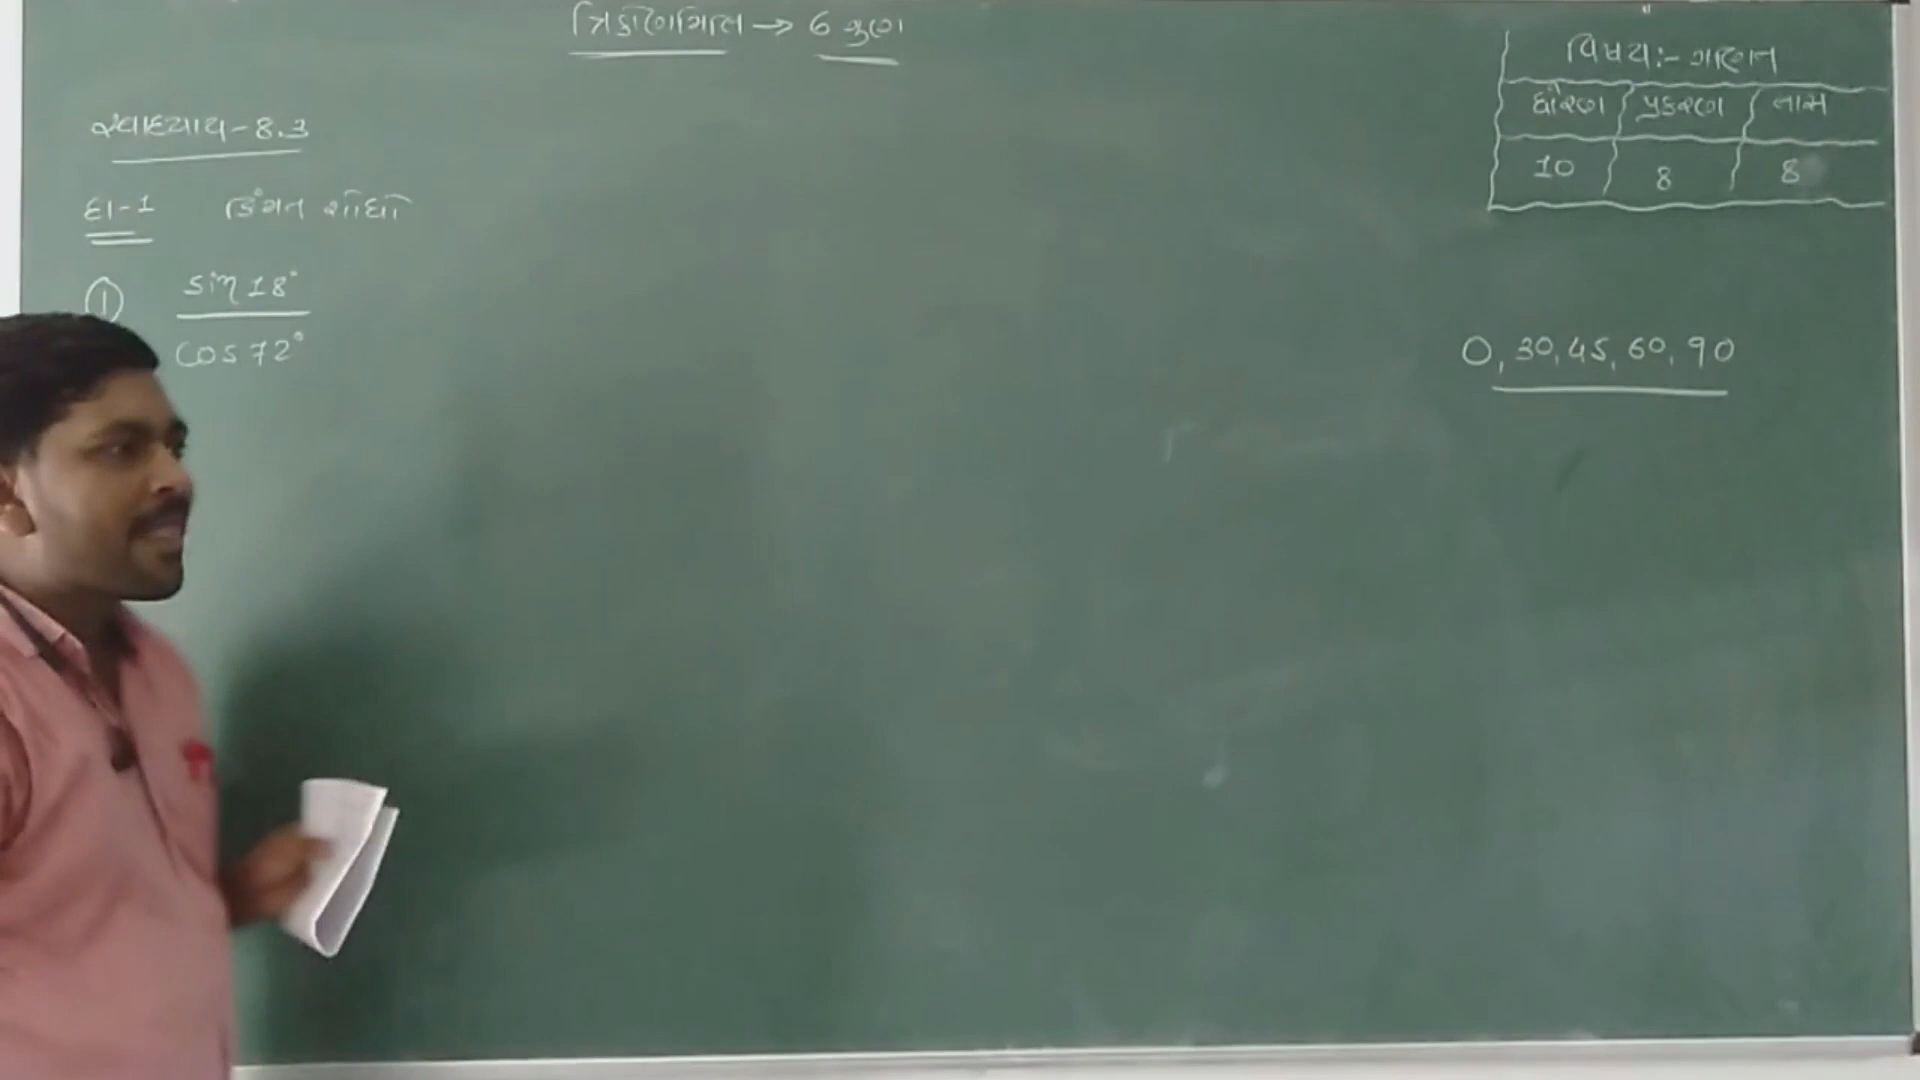 ત્રિકોણમિતિ → 6 ગુણ
વિષય:- ગણિત
ધોરણ પ્રકરણ તાસ
10 8 8
સ્વાધ્યાય-8.3
દા-1 કિંમત શોધો
① sin 18°
cos 72°
0, 30, 45, 60, 90